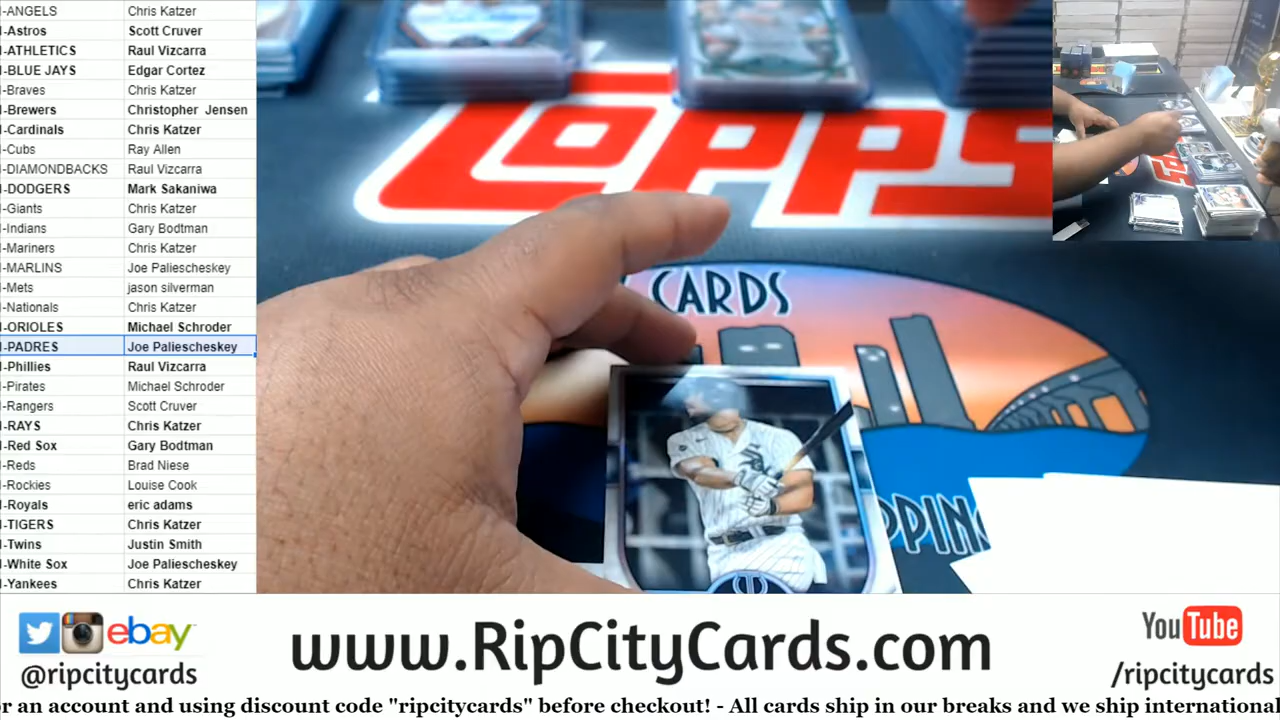 I-ANGELS Chris Katzer
I-Astros Scott Cruver
I-ATHLETICS Raul Vizcarra
I-BLUE JAYS Edgar Cortez
I-Braves Chris Katzer
I-Brewers Christopher Jensen
I-Cardinals Chris Katzer
I-Cubs Ray Allen
I-DIAMONDBACKS Raul Vizcarra
I-DODGERS Mark Sakaniwa
I-Giants Chris Katzer
I-Indians Gary Bodtman
I-Mariners Chris Katzer
I-MARLINS Joe Paliescheskey
I-Mets jason silverman
I-Nationals Chris Katzer
I-ORIOLES Michael Schroder
I-PADRES Joe Paliescheskey
I-Phillies Raul Vizcarra
I-Pirates Michael Schroder
I-Rangers Scott Cruver
I-RAYS Chris Katzer
I-Red Sox Gary Bodtman
I-Reds Brad Niese
I-Rockies Louise Cook
I-Royals eric adams
I-TIGERS Chris Katzer
I-Twins Justin Smith
I-White Sox Joe Paliescheskey
I-Yankees Chris Katzer
TOPPS
CARDS
ebay
@ripcitycards
www.RipCityCards.com
YouTube
/ripcitycards
or an account and using discount code "ripcitycards" before checkout! - All cards ship in our breaks and we ship international